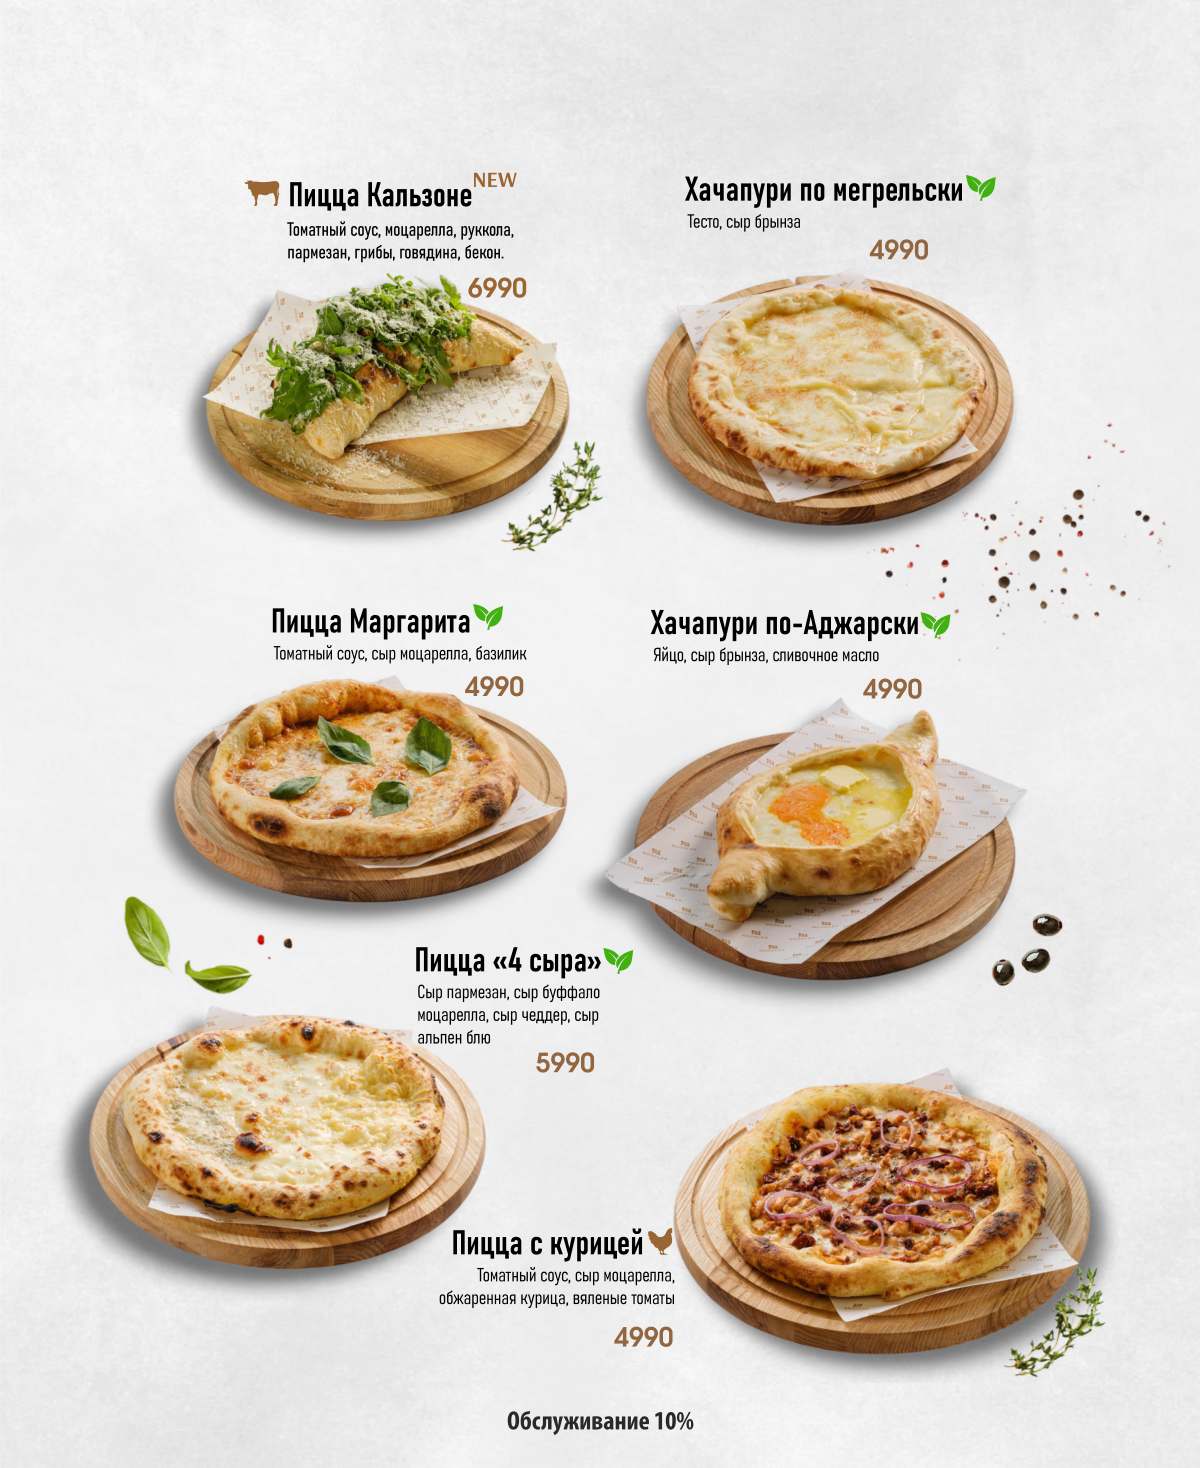 Пицца Кальзоне NEW
Томатный соус, моцарелла, руккола,
пармезан, грибы, говядина, бекон.
6990
Хачапури по мегрельски
Тесто, сыр брынза
4990
Пицца Маргарита
Томатный соус, сыр моцарелла, базилик
4990
Хачапури по-Аджарски
Яйцо, сыр брынза, сливочное масло
4990
Пицца «4 сыра»
Сыр пармезан, сыр буффало
моцарелла, сыр чеддер, сыр
альпен блю
5990
Пицца с курицей
Томатный соус, сыр моцарелла,
обжаренная курица, вяленые томаты
4990
Обслуживание 10%